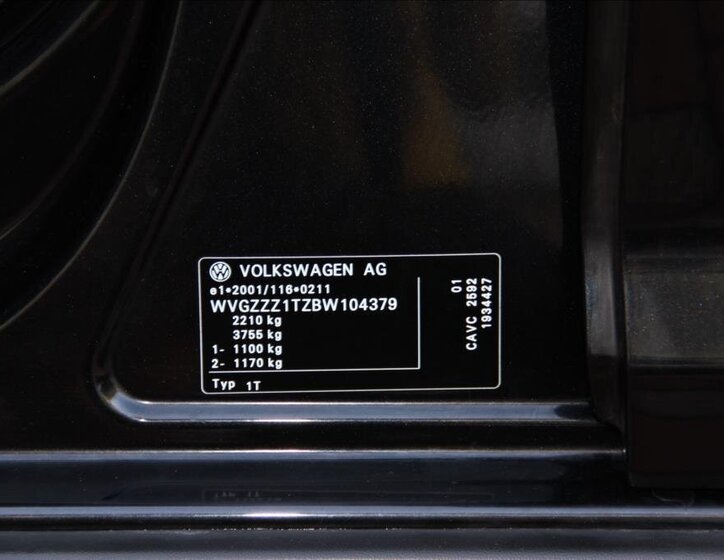 VOLKSWAGEN AG
e1*2001/116*0211
WVGZZZ1TZBW104379
2210 kg
3755 kg
1- 1100 kg
2- 1170 kg
Typ 1T
01
CAVC 2592
1934427